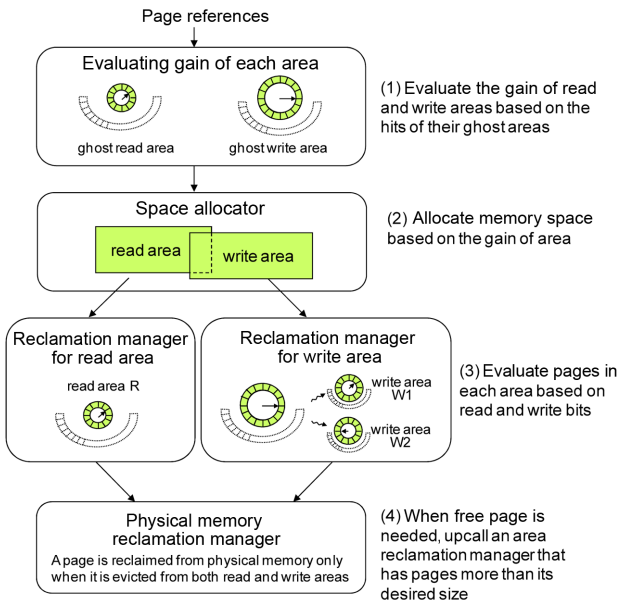 Page references
Evaluating gain of each area
ghost read area
ghost write area
(1) Evaluate the gain of read
and write areas based on the
hits of their ghost areas
Space allocator
read area
write area
(2) Allocate memory space
based on the gain of area
Reclamation manager
for read area
read area R
Reclamation manager
for write area
write area
W1
write area
W2
(3) Evaluate pages in
each area based on
read and write bits
Physical memory
reclamation manager
A page is reclaimed from physical memory only
when it is evicted from both read and write areas
(4) When free page is
needed, upcall an area
reclamation manager that
has pages more than its
desired size